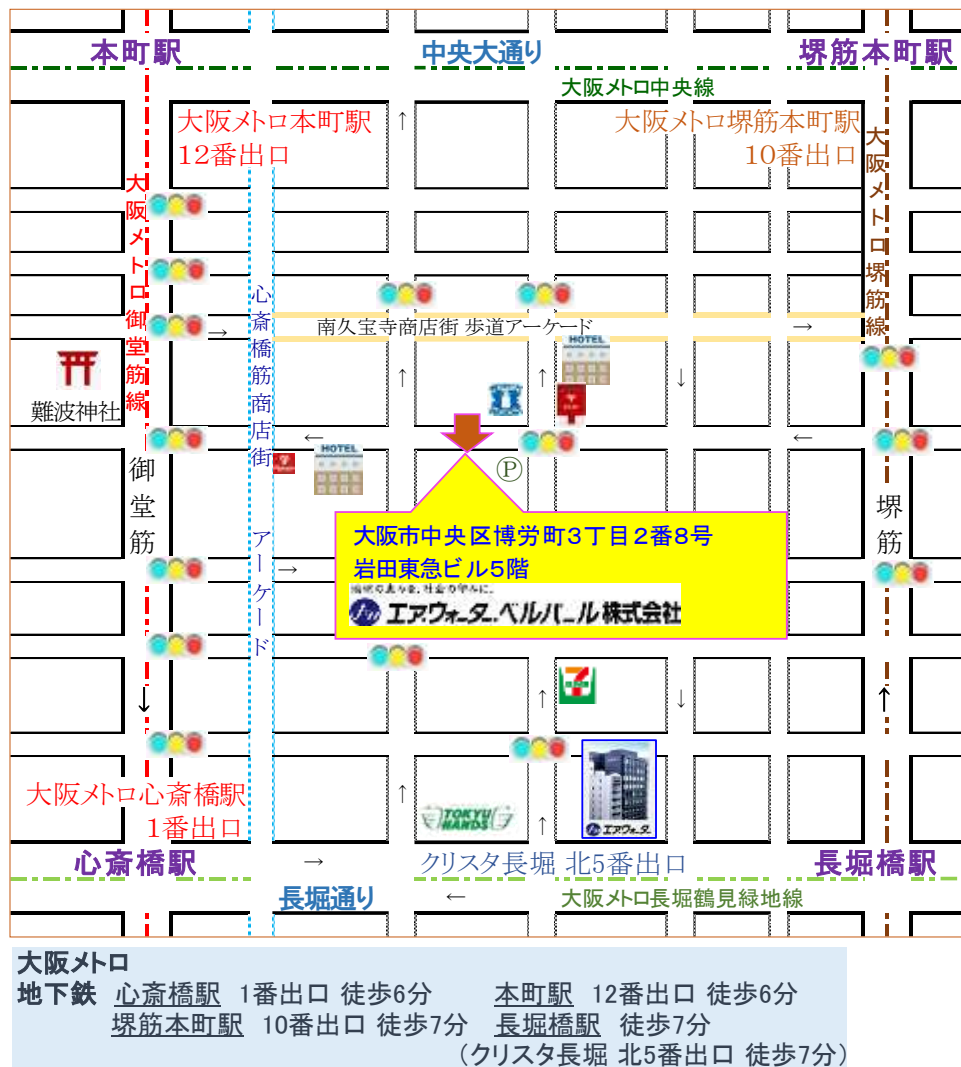 本町駅
中央大通り
堺筋本町駅
大阪メトロ中央線
大阪メトロ本町駅
12番出口
大阪メトロ堺筋本町駅
10番出口
大阪メトロ御堂筋線
大阪メトロ堺筋線
心斎橋筋商店街 アーケード
→
南久宝寺商店街 歩道アーケード
→
HOTEL
難波神社
HOTEL
Ⓟ
御堂筋
堺筋
大阪市中央区博労町3丁目2番8号
岩田東急ビル5階
エア・ウォーター・ベルパール株式会社
7
TOKYU
HANDS
エア・ウォーター
大阪メトロ心斎橋駅
1番出口
心斎橋駅
→
クリスタ長堀 北5番出口
長堀橋駅
長堀通り
←
大阪メトロ長堀鶴見緑地線
大阪メトロ
地下鉄 心斎橋駅 1番出口 徒歩6分 本町駅 12番出口 徒歩6分
堺筋本町駅 10番出口 徒歩7分 長堀橋駅 徒歩7分
（クリスタ長堀 北5番出口 徒歩7分）